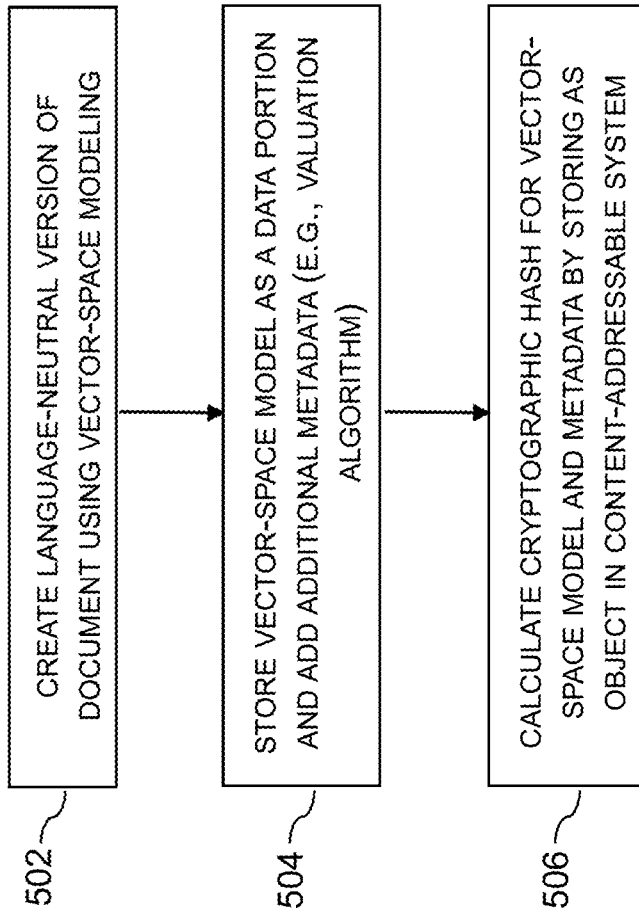 502
CREATE LANGUAGE-NEUTRAL VERSION OF
DOCUMENT USING VECTOR-SPACE MODELING
504
STORE VECTOR-SPACE MODEL AS A DATA PORTION
AND ADD ADDITIONAL METADATA (E.G., VALUATION
ALGORITHM)
506
CALCULATE CRYPTOGRAPHIC HASH FOR VECTOR-
SPACE MODEL AND METADATA BY STORING AS
OBJECT IN CONTENT-ADDRESSABLE SYSTEM